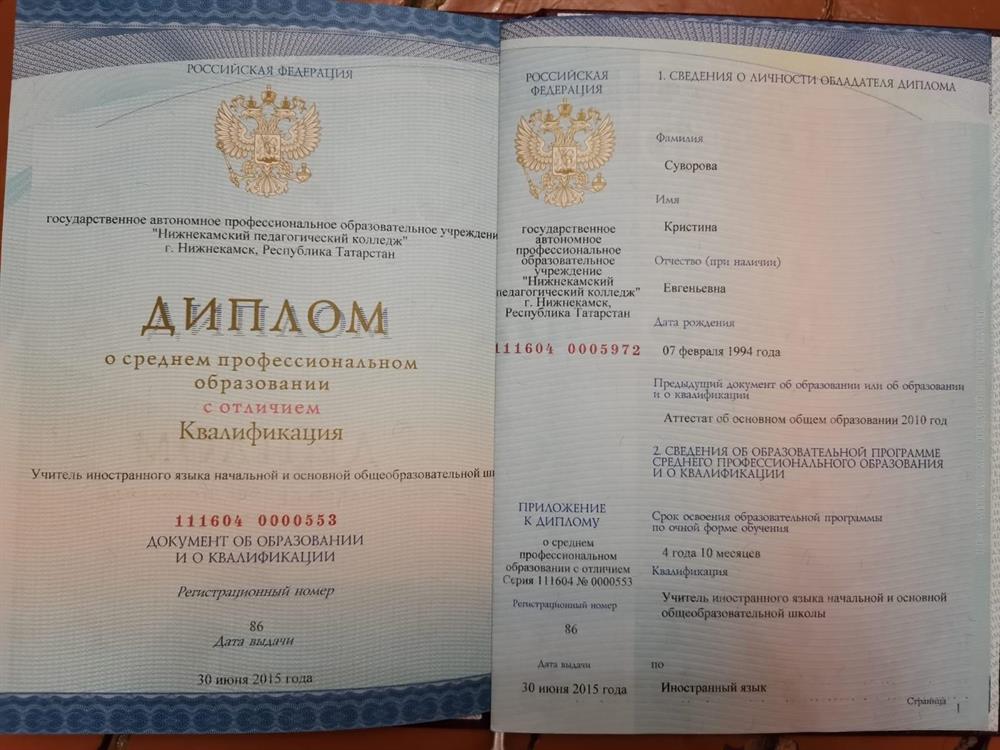 РОССИЙСКАЯ ФЕДЕРАЦИЯ
государственное автономное профессиональное образовательное учрежден
"Нижнекамский педагогический колледж"
г. Нижнекамск, Республика Татарстан
ДИПЛОМ
о среднем профессиональном
образовании
с отличием
Квалификация
Учитель иностранного языка начальной и основной общеобразовательной ш
111604 0000553
ДОКУМЕНТ ОБ ОБРАЗОВАНИИ
И О КВАЛИФИКАЦИИ
Регистрационный номер
86
Дата выдачи
30 июня 2015 года
РОССИЙСКАЯ
ФЕДЕРАЦИЯ
государственное
автономное
профессиональное
образовательное
учреждение
"Нижнекамский
педагогический колледж"
г. Нижнекамск,
Республика Татарстан
111604 0005972
ПРИЛОЖЕНИЕ
К ДИПЛОМУ
о среднем
профессиональном
образовании с отличием
Серия 111604 № 0000553
Регистрационный номер
86
Дата выдачи
30 июня 2015 года
1. СВЕДЕНИЯ О ЛИЧНОСТИ ОБЛАДАТЕЛЯ ДИПЛОМА
Фамилия
Суворова
Имя
Кристина
Отчество (при наличии)
Евгеньевна
Дата рождения
07 февраля 1994 года
Предыдущий документ об образовании или об образовании
и о квалификации
Аттестат об основном общем образовании 2010 год
2. СВЕДЕНИЯ ОБ ОБРАЗОВАТЕЛЬНОЙ ПРОГРАММЕ
СРЕДНЕГО ПРОФЕССИОНАЛЬНОГО ОБРАЗОВАНИЯ
И О КВАЛИФИКАЦИИ
Срок освоения образовательной программы
по очной форме обучения
4 года 10 месяцев
Квалификация
Учитель иностранного языка начальной и основной
общеобразовательной школы
по
Иностранный язык
Страница 1